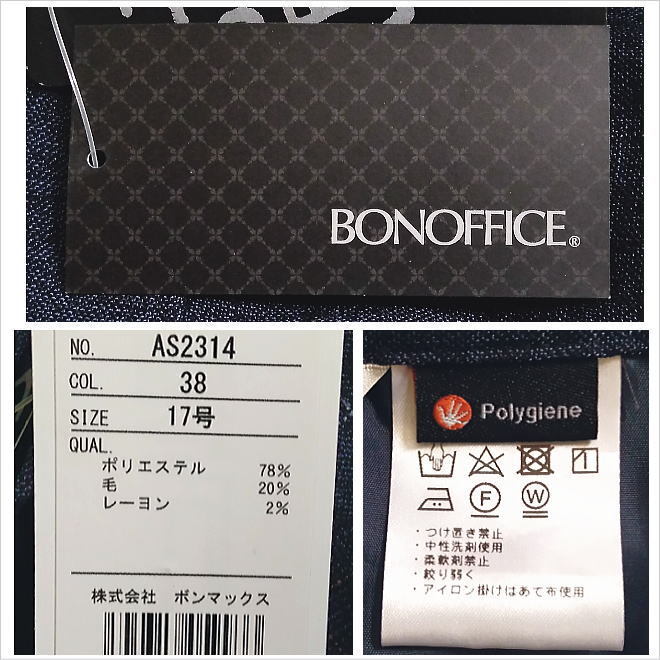 BONOFFICE®
NO. AS2314
COL. 38
SIZE 17号
QUAL.
ポリエステル 78%
毛 20%
レーヨン 2%
株式会社 ボンマックス
Polygiene
F
W
・つけ置き禁止
・中性洗剤使用
・柔軟剤禁止
・絞り弱く
・アイロン掛けはあて布使用